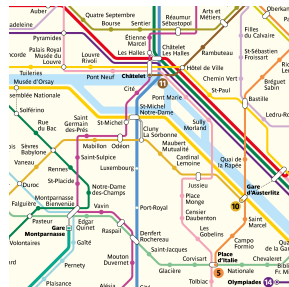 Auber
Quatre Septembre
Bourse
Sentier
Réaumur
Sébastopol
Arts et
Métiers
Pyramides
Étienne
Marcel
Les Halles
Châtelet
Les Halles
Rambuteau
Filles
du Calvaire
Palais Royal
Musée du
Louvre
Louvre
Rivoli
St-Sébastien
Froissart
Tuileries
Pont Neuf
Châtelet
11
Hôtel de Ville
Chemin Vert
Bréguet
Sabin
Musée d'Orsay
Assemblée Nationale
Cité
Pont Marie
St-Paul
Bastille
Solférino
St-Michel
Notre-Dame
Ledru-Ro
Rue
du Bac
Saint
Germain
des-Prés
St-Michel
Sully
Morland
Cluny
La Sorbonne
Sèvres
Babylone
Mabillon
Odéon
Maubert
Mutualité
Vaneau
Saint-Sulpice
Cardinal
Lemoine
Quai de
la Rapée
Rennes
St-Placide
Luxembourg
Duroc
Jussieu
Gare
d'Austerlitz
Notre-Dame
des-Champs
Place
Monge
Falguière
Montparnasse
Bienvenüe
Vavin
Port-Royal
Censier
Daubenton
10
Pasteur
Edgar
Quinet
Raspail
Saint
Marcel
Gare
Montparnasse
Les
Gobelins
Volontaires
Gaîté
Denfert
Rochereau
Campo
Formio
Saint-Jacques
Place
d'Italie
Mouton
Duvernet
Corvisart
Chevaleret
Pernety
Glacière
5
Nationale
Plaisance
Tolbiac
Olympiades
14